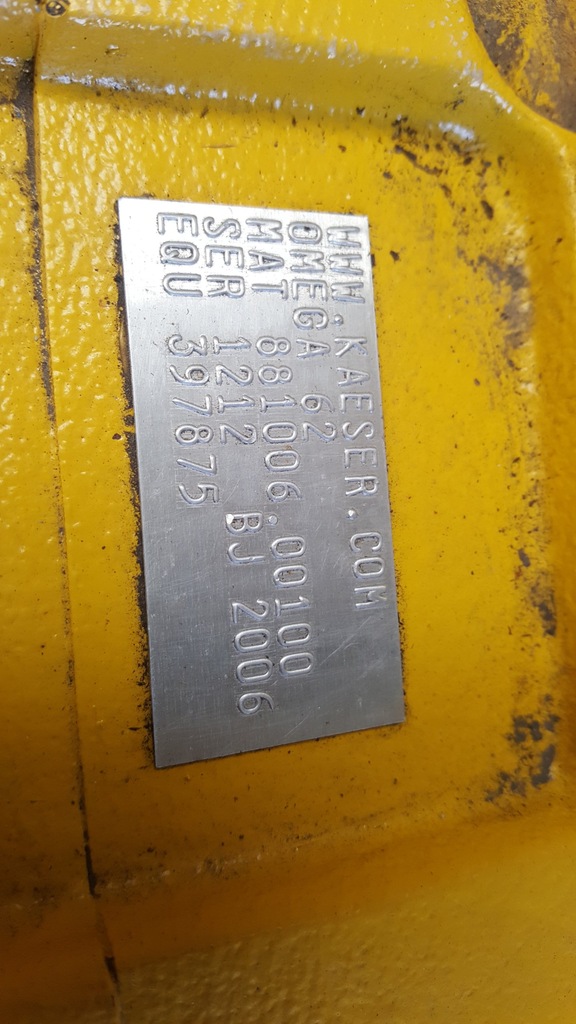 WWW.KAESER.COM
OMEGA 62
MAT 881006.00100
SER 1212 BJ 2006
EQU 397875